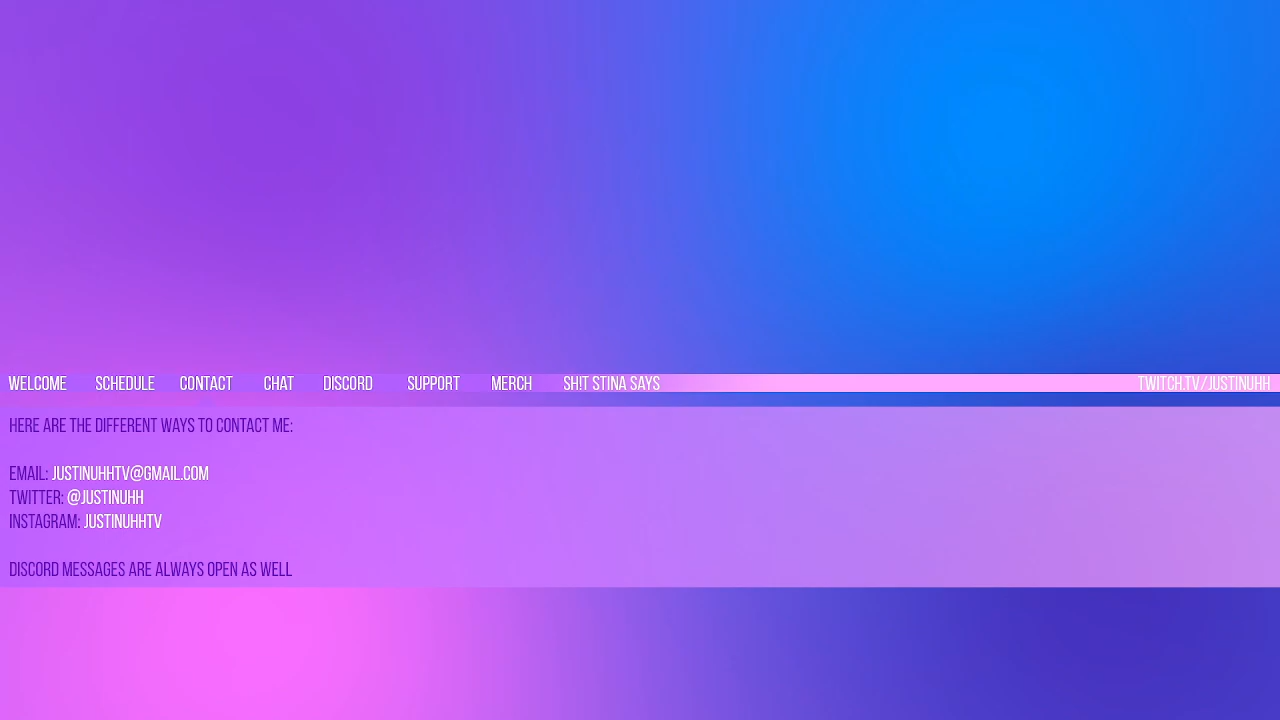 WELCOME SCHEDULE CONTACT CHAT DISCORD SUPPORT MERCH SH!T STINA SAYS TWITCH.TV/JUSTINUHH
HERE ARE THE DIFFERENT WAYS TO CONTACT ME:
EMAIL: JUSTINUHHTV@GMAIL.COM
TWITTER: @JUSTINUHH
INSTAGRAM: JUSTINUHHTV
DISCORD MESSAGES ARE ALWAYS OPEN AS WELL